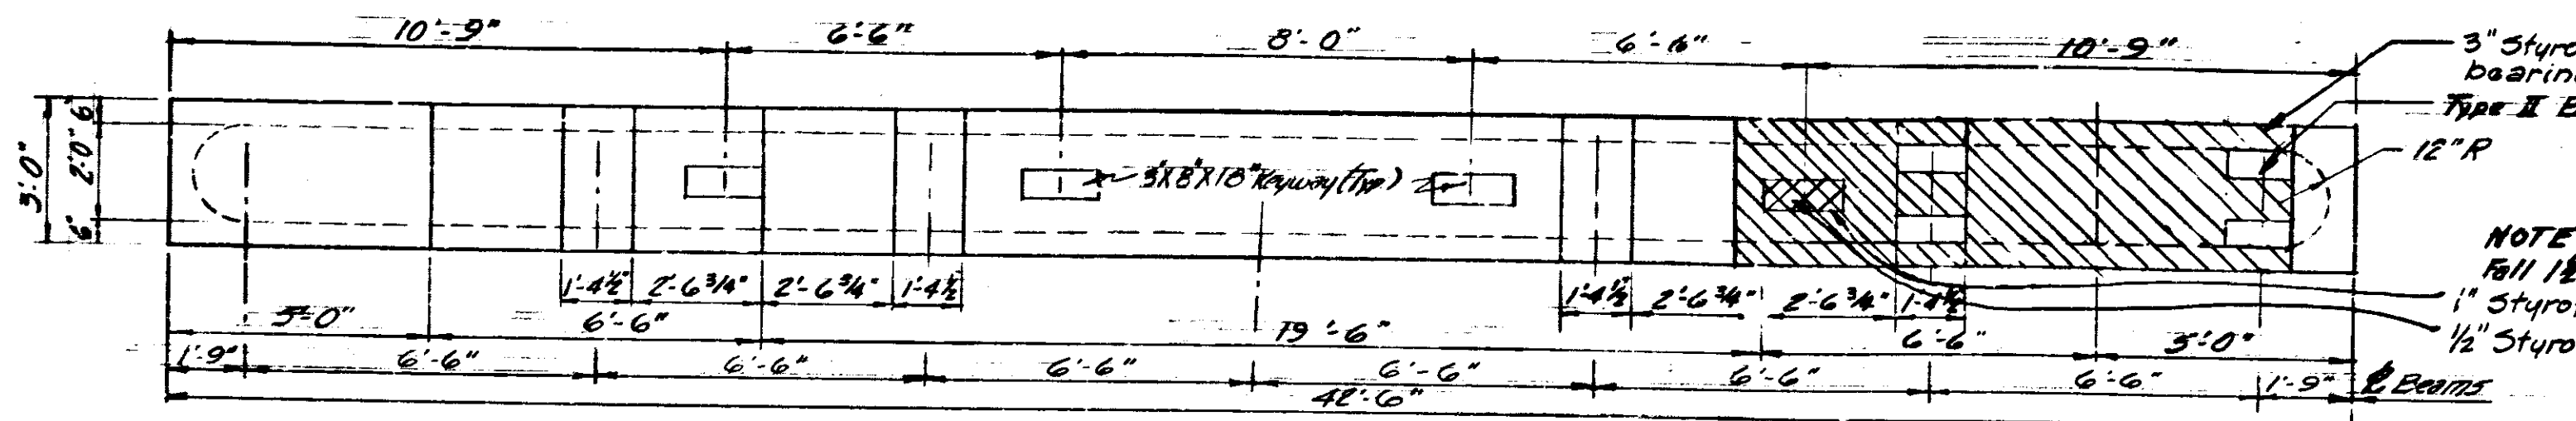 10'-9" 6'-6" 8'-0" 6'-6" 10'-9"
3" Styro
bearin
Type II E
12" R
3'-0" 6" 2'-0" 6"
3"X8"X18" Keyway (Typ)
NOTE
Fall 1½
1" Styro
½" Styro
1'-4½" 2'-6¾" 2'-6¾" 1'-4½" 1'-4½" 2'-6¾" 2'-6¾" 1'-4½"
5'-0" 6'-6" 19'-6" 6'-6" 5'-0"
1'-9" 6'-6" 6'-6" 6'-6" 6'-6" 6'-6" 6'-6" 1'-9" ℄ Beams
42'-6"